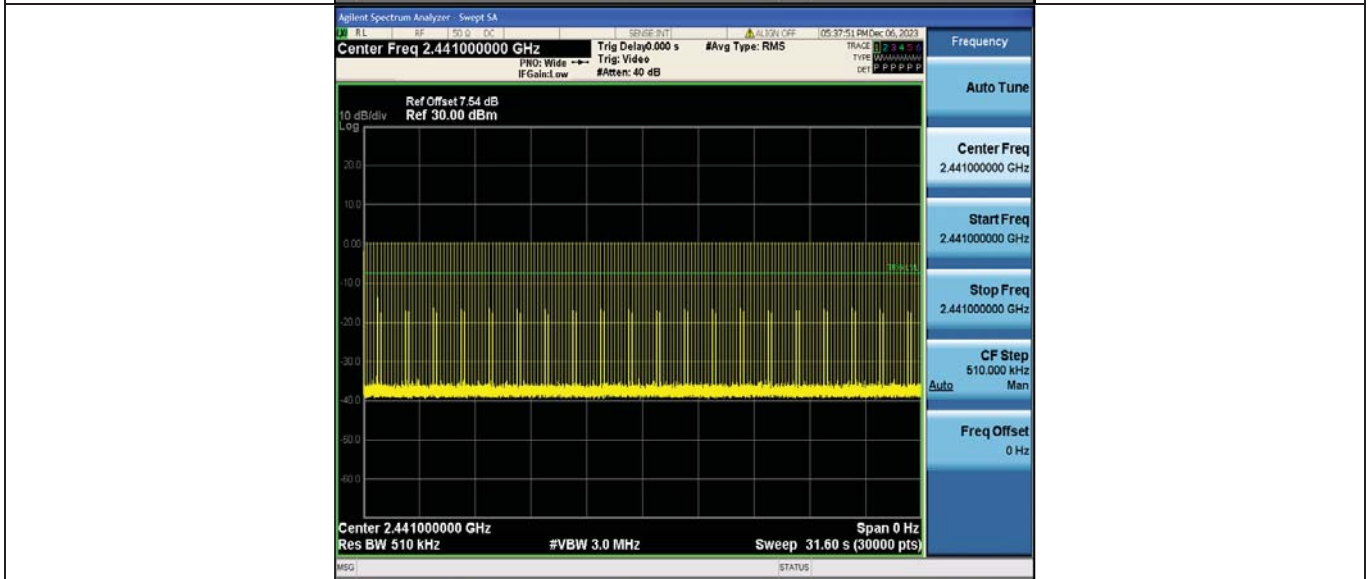 Agilent Spectrum Analyzer - Swept SA
RL RF 50 Ω DC SENSE:INT ALIGN OFF 05:37:51 PM Dec 06, 2023
Center Freq 2.441000000 GHz
PNO: Wide
IFGain:Low
Trig Delay0.000 s
Trig: Video
#Atten: 40 dB
#Avg Type: RMS
TRACE 1 2 3 4 5 6
TYPE
DET P P P P P P
Ref Offset 7.54 dB
10 dB/div Ref 30.00 dBm
Log
20.0
10.0
0.00
-10.0
-20.0
-30.0
-40.0
-50.0
-60.0
Center 2.441000000 GHz Span 0 Hz
Res BW 510 kHz #VBW 3.0 MHz Sweep 31.60 s (30000 pts)
MSG STATUS
Frequency
Auto Tune
Center Freq
2.441000000 GHz
Start Freq
2.441000000 GHz
Stop Freq
2.441000000 GHz
CF Step
510.000 kHz
Auto Man
Freq Offset
0 Hz